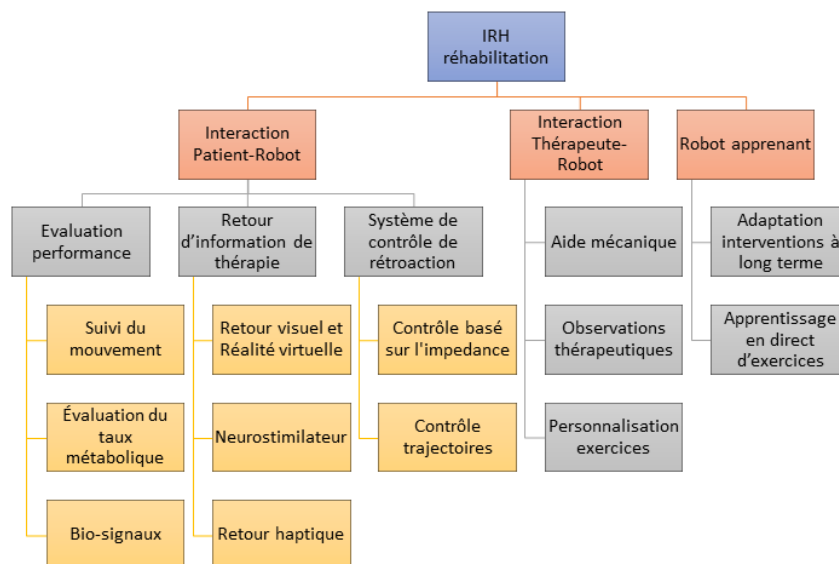 IRH
réhabilitation
Interaction
Patient-Robot
Interaction
Thérapeute-
Robot
Robot apprenant
Evaluation
performance
Retour
d'information de
thérapie
Système de
contrôle de
rétroaction
Aide mécanique
Adaptation
interventions à
long terme
Suivi du
mouvement
Retour visuel et
Réalité virtuelle
Contrôle basé
sur l'impedance
Observations
thérapeutiques
Apprentissage
en direct
d'exercices
Évaluation du
taux
métabolique
Neurostimilateur
Contrôle
trajectoires
Personnalisation
exercices
Bio-signaux
Retour haptique